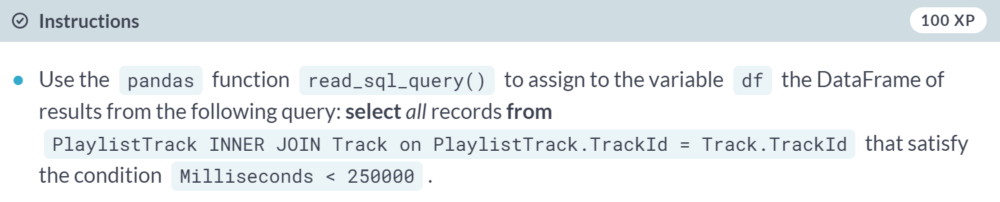 Instructions 100 XP
Use the pandas function read_sql_query() to assign to the variable df the DataFrame of
results from the following query: select all records from
PlaylistTrack INNER JOIN Track on PlaylistTrack.TrackId = Track.TrackId that satisfy
the condition Milliseconds < 250000 .